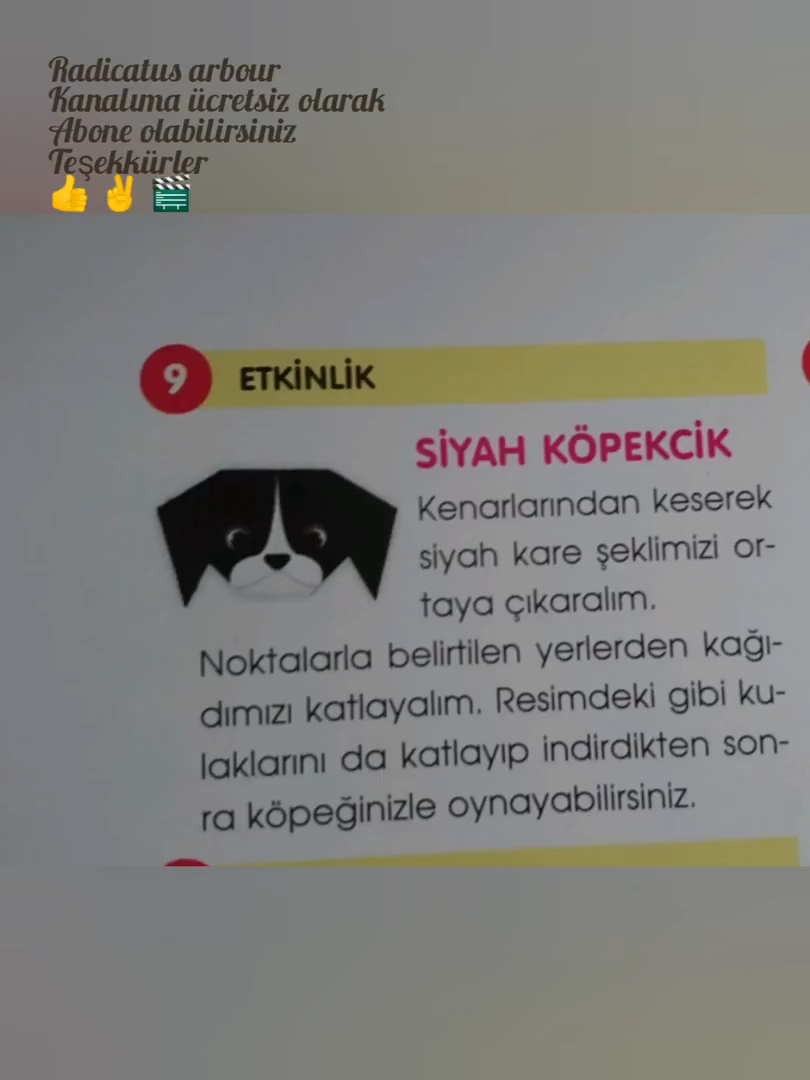 Radicatus arbour
Kanalıma ücretsiz olarak
Abone olabilirsiniz
Teşekkürler
👍 ✌ 🎬
9 ETKİNLİK
SİYAH KÖPEKCİK
Kenarlarından keserek
siyah kare şeklimizi or-
taya çıkaralım.
Noktalarla belirtilen yerlerden kağı-
dımızı katlayalım. Resimdeki gibi ku-
laklarını da katlayıp indirdikten son-
ra köpeğinizle oynayabilirsiniz.